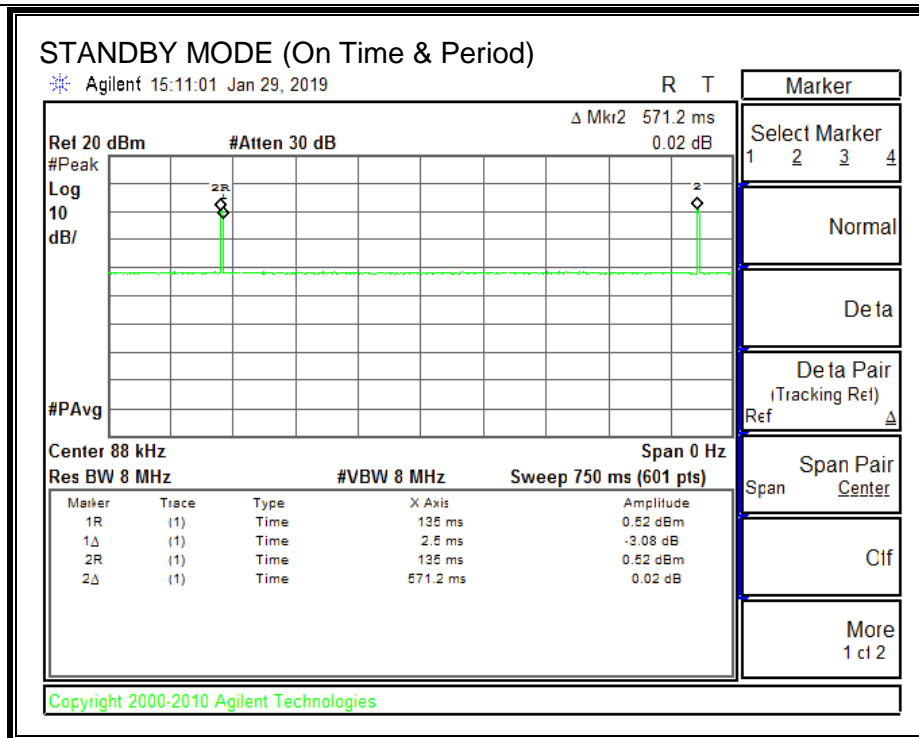 STANDBY MODE (On Time & Period)
Agilent 15:11:01 Jan 29, 2019 R T
Δ Mkr2 571.2 ms
Ref 20 dBm #Atten 30 dB 0.02 dB
#Peak
Log
10
dB/
2R
1
2
#PAvg
Center 88 kHz Span 0 Hz
Res BW 8 MHz #VBW 8 MHz Sweep 750 ms (601 pts)
Marker Trace Type X Axis Amplitude
1R (1) Time 135 ms 0.52 dBm
1Δ (1) Time 2.5 ms -3.08 dB
2R (1) Time 135 ms 0.52 dBm
2Δ (1) Time 571.2 ms 0.02 dB
Copyright 2000-2010 Agilent Technologies
Marker
Select Marker
1 2 3 4
Normal
Delta
Delta Pair
(Tracking Ref)
Ref Δ
Span Pair
Span Center
Off
More
1 of 2